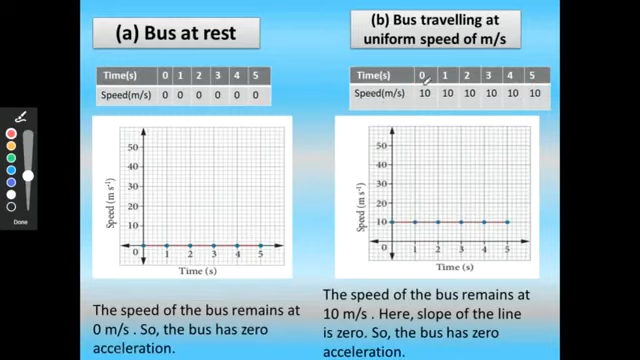 (a) Bus at rest
Time(s) 0 1 2 3 4 5
Speed(m/s) 0 0 0 0 0 0
50
40
30
20
10
0 1 2 3 4 5
Speed (m s⁻¹)
Time (s)
The speed of the bus remains at
0 m/s . So, the bus has zero
acceleration.
(b) Bus travelling at
uniform speed of m/s
Time(s) 0 1 2 3 4 5
Speed(m/s) 10 10 10 10 10 10
50
40
30
20
10
0 1 2 3 4 5
Speed (m s⁻¹)
Time (s)
The speed of the bus remains at
10 m/s . Here, slope of the line
is zero. So, the bus has zero
acceleration.
Done